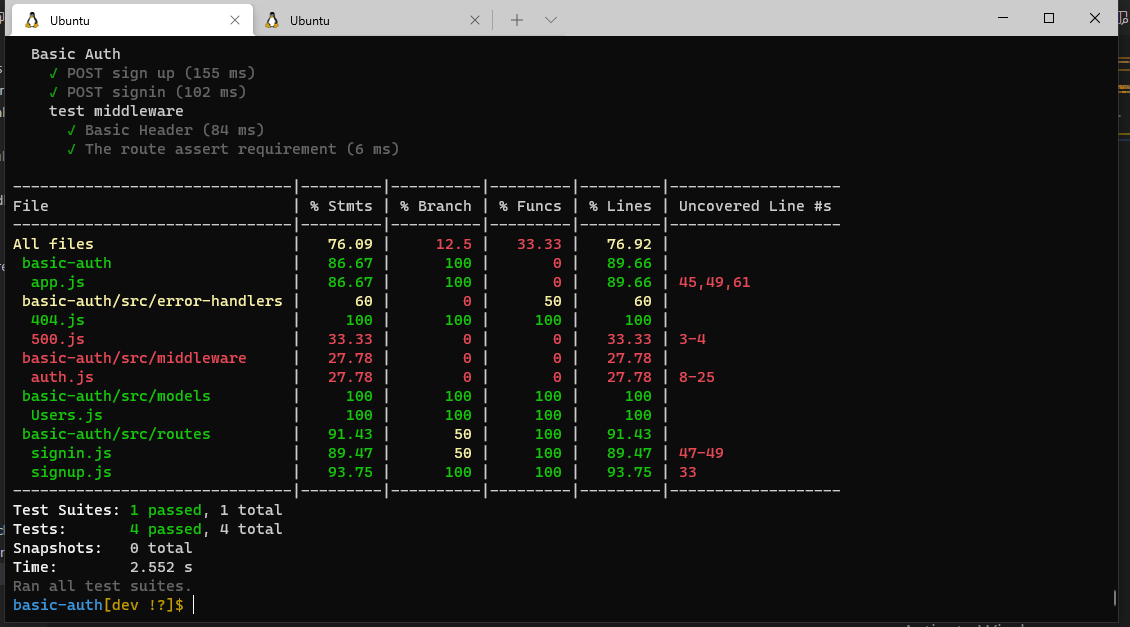 Ubuntu Ubuntu
Basic Auth
✓ POST sign up (155 ms)
✓ POST signin (102 ms)
test middleware
✓ Basic Header (84 ms)
✓ The route assert requirement (6 ms)
-------------------------------|---------|----------|---------|---------|-------------------
File | % Stmts | % Branch | % Funcs | % Lines | Uncovered Line #s
-------------------------------|---------|----------|---------|---------|-------------------
All files | 76.09 | 12.5 | 33.33 | 76.92 |
basic-auth | 86.67 | 100 | 0 | 89.66 |
app.js | 86.67 | 100 | 0 | 89.66 | 45,49,61
basic-auth/src/error-handlers | 60 | 0 | 50 | 60 |
404.js | 100 | 100 | 100 | 100 |
500.js | 33.33 | 0 | 0 | 33.33 | 3-4
basic-auth/src/middleware | 27.78 | 0 | 0 | 27.78 |
auth.js | 27.78 | 0 | 0 | 27.78 | 8-25
basic-auth/src/models | 100 | 100 | 100 | 100 |
Users.js | 100 | 100 | 100 | 100 |
basic-auth/src/routes | 91.43 | 50 | 100 | 91.43 |
signin.js | 89.47 | 50 | 100 | 89.47 | 47-49
signup.js | 93.75 | 100 | 100 | 93.75 | 33
-------------------------------|---------|----------|---------|---------|-------------------
Test Suites: 1 passed, 1 total
Tests: 4 passed, 4 total
Snapshots: 0 total
Time: 2.552 s
Ran all test suites.
basic-auth[dev !?]$